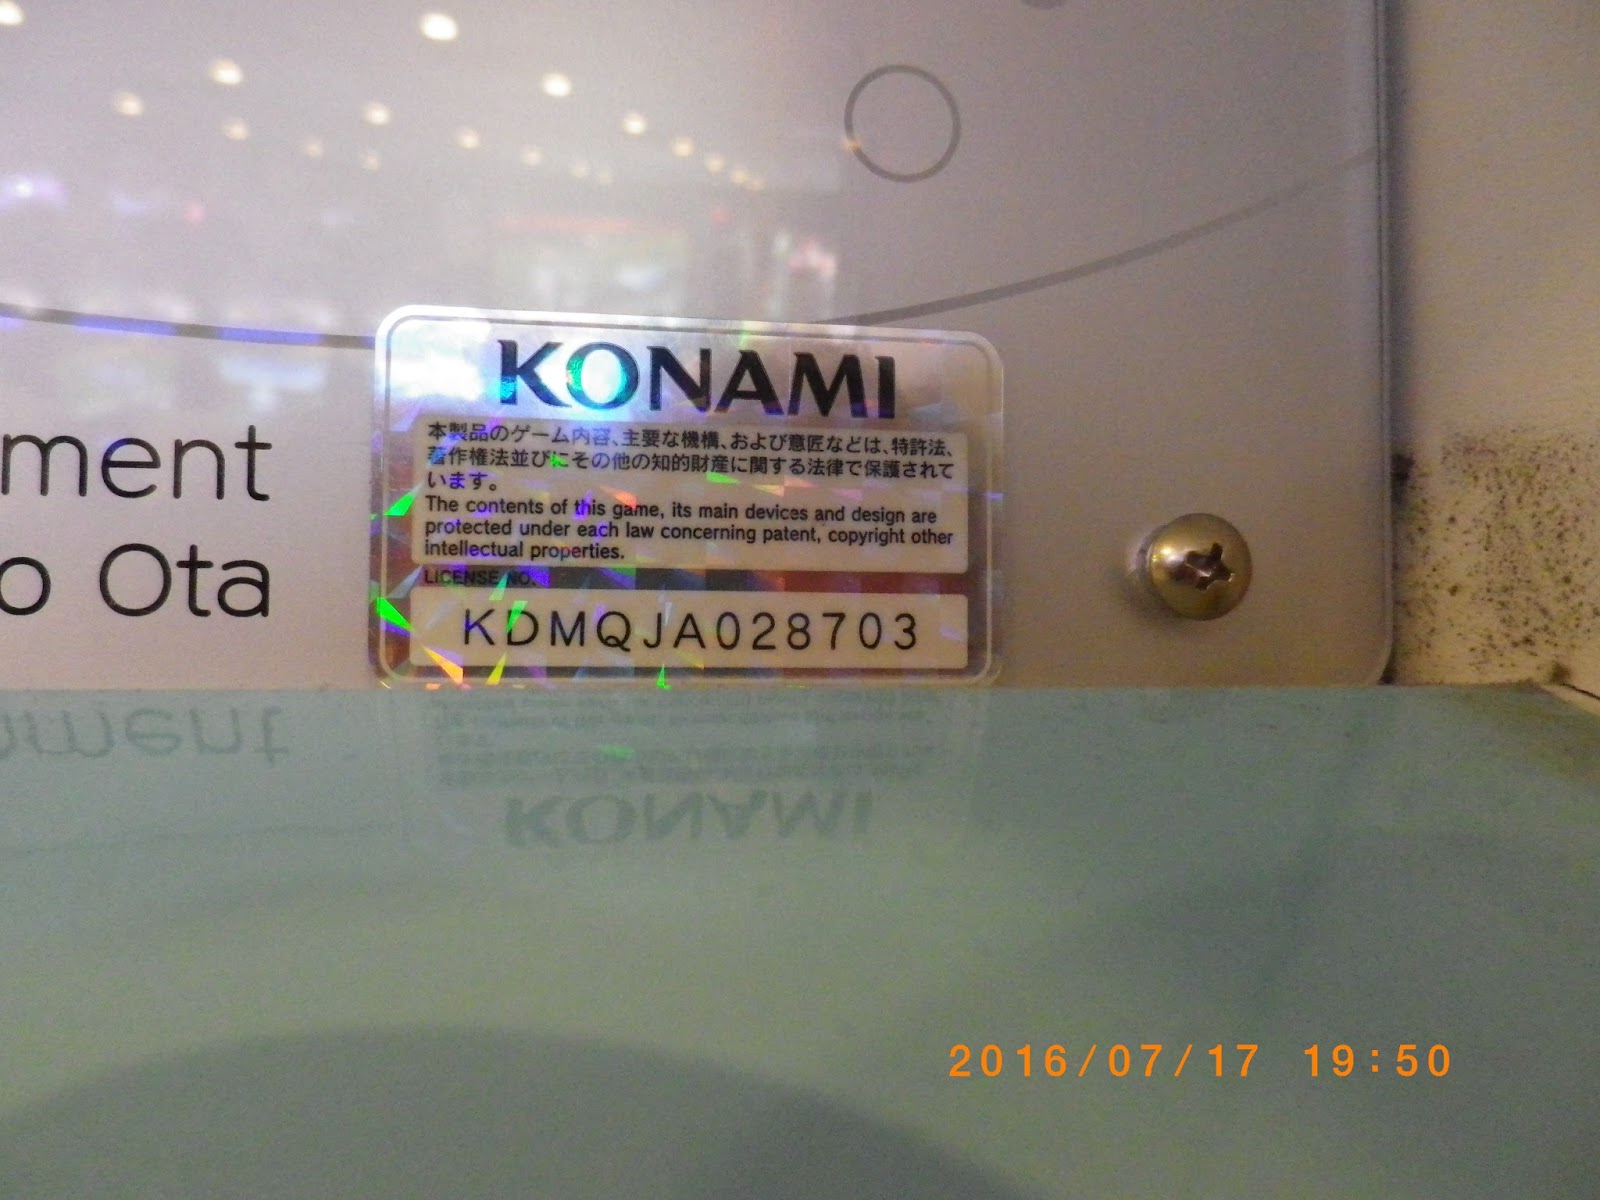 ment
o Ota
KONAMI
本製品のゲーム内容、主要な機構、および意匠などは、特許法、
著作権法並びにその他の知的財産に関する法律で保護されて
います。
The contents of this game, its main devices and design are
protected under each law concerning patent, copyright other
intellectual properties.
LICENSE NO.
KDMQJA028703
2016/07/17 19:50